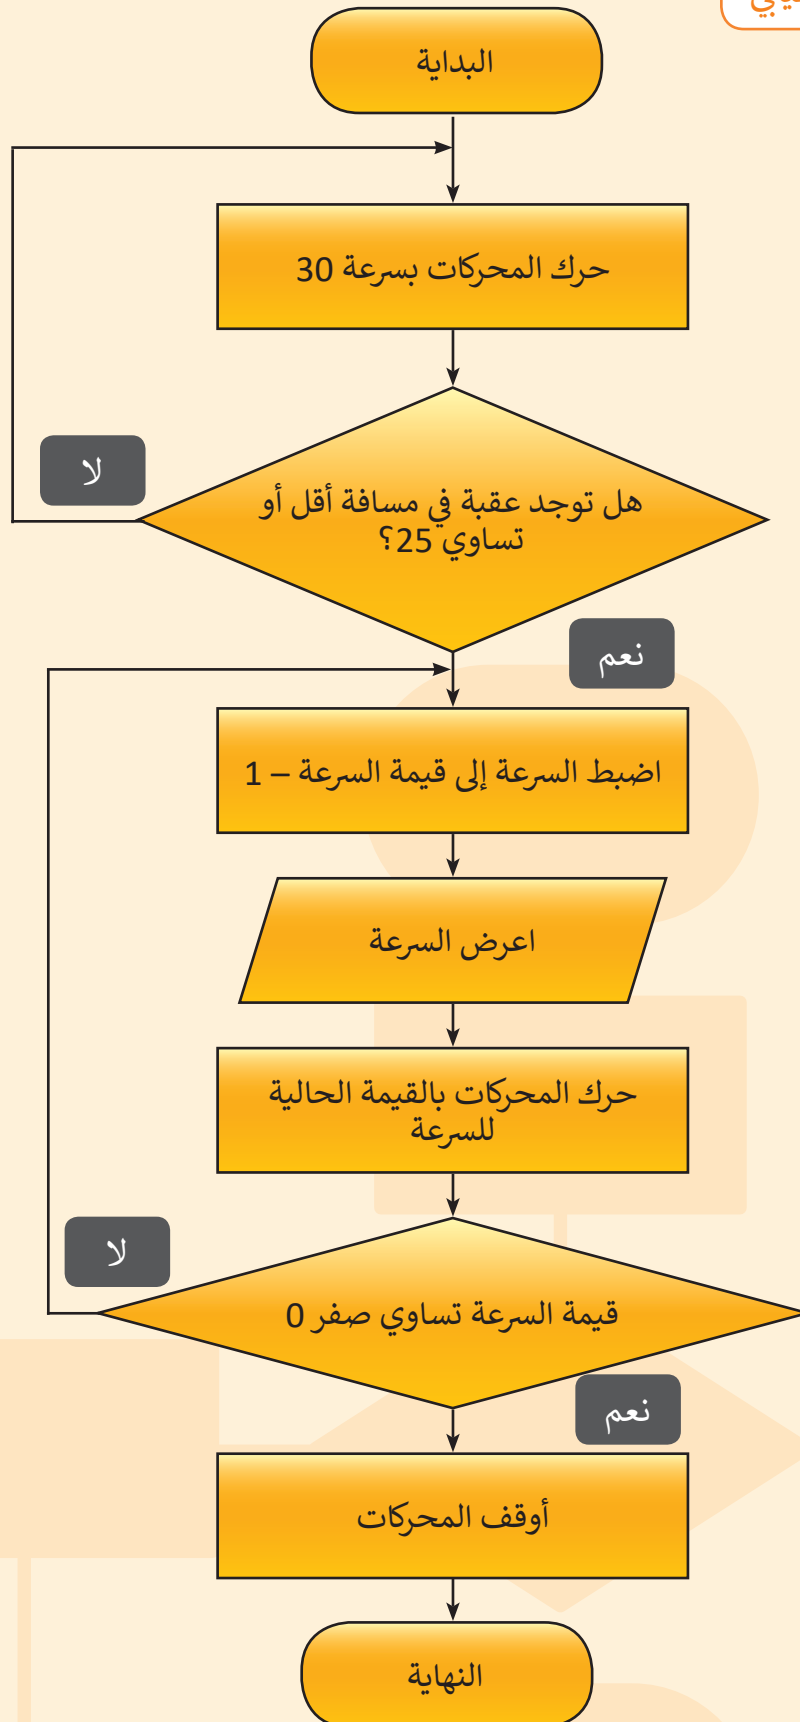 البداية
حرك المحركات بسرعة 30
هل توجد عقبة في مسافة أقل أو
تساوي 25؟
لا
نعم
اضبط السرعة إلى قيمة السرعة – 1
اعرض السرعة
حرك المحركات بالقيمة الحالية
للسرعة
لا
قيمة السرعة تساوي صفر 0
نعم
أوقف المحركات
النهاية